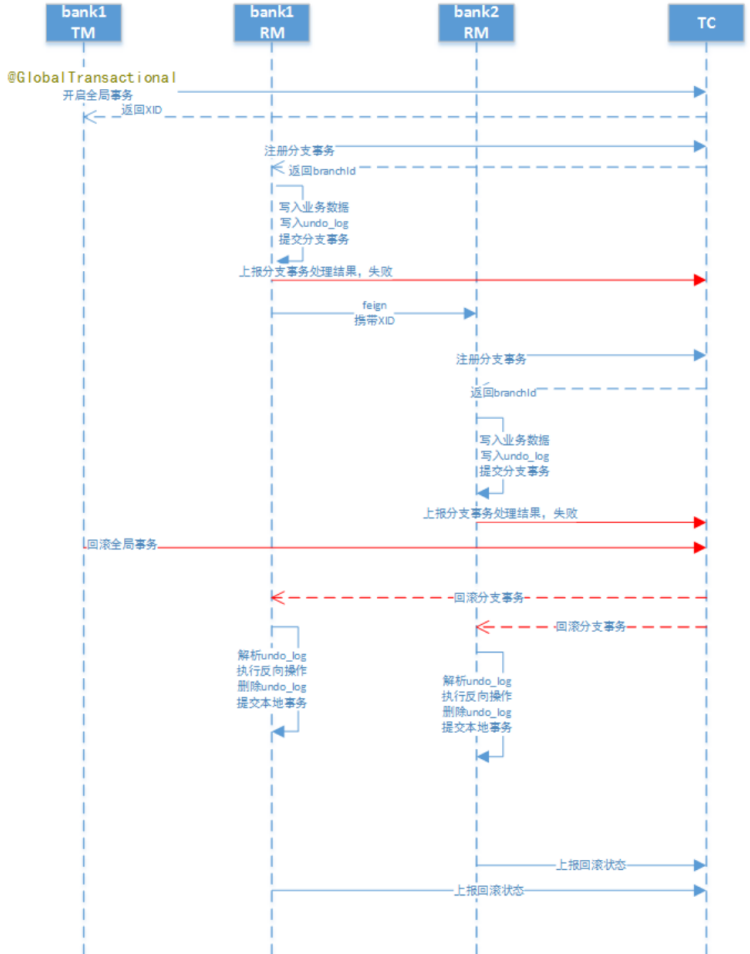 bank1
TM
bank1
RM
bank2
RM
TC
@GlobalTransactional
开启全局事务
返回XID
注册分支事务
返回branchId
写入业务数据
写入undo_log
提交分支事务
上报分支事务处理结果，失败
feign
携带XID
注册分支事务
返回branchId
写入业务数据
写入undo_log
提交分支事务
上报分支事务处理结果，失败
回滚全局事务
回滚分支事务
回滚分支事务
解析undo_log
执行反向操作
删除undo_log
提交本地事务
解析undo_log
执行反向操作
删除undo_log
提交本地事务
上报回滚状态
上报回滚状态